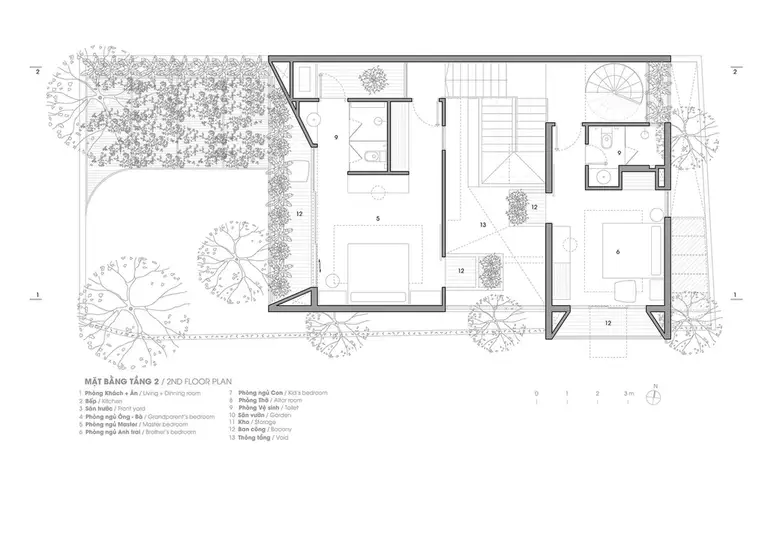 2
2
9
9
12
5
13
12
6
12
12
1
1
MẶT BẰNG TẦNG 2 / 2ND FLOOR PLAN
1 Phòng Khách + Ăn / Living + Dinning room
2 Bếp / Kitchen
3 Sân trước / Front yard
4 Phòng ngủ Ông - Bà / Grandparent's bedroom
5 Phòng ngủ Master / Master bedroom
6 Phòng ngủ Anh trai / Brother's bedroom
7 Phòng ngủ Con / Kid's bedroom
8 Phòng Thờ / Altar room
9 Phòng Vệ sinh / Toilet
10 Sân vườn / Garden
11 Kho / Storage
12 Ban công / Bacony
13 Thông tầng / Void
0 1 2 3 m
N